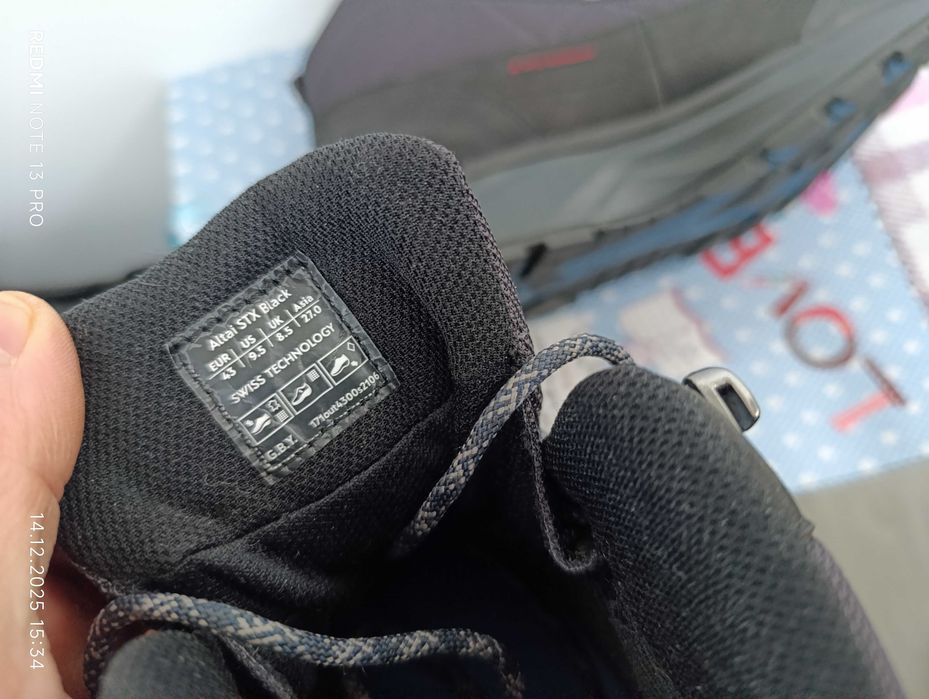 Altai STX Black
EUR US UK Asia
43 9.5 8.5 27.0
SWISS TECHNOLOGY
171out4300s2106
G.B.Y.
REDMI NOTE 13 PRO
14.12.2025 15:34